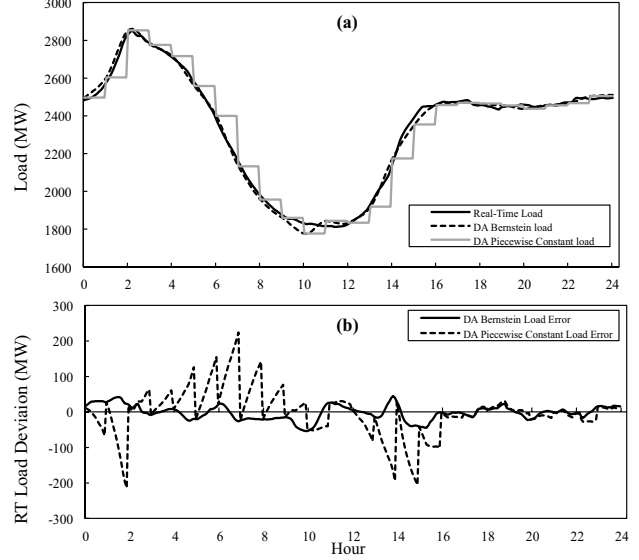 (a)
3000
2800
2600
2400
2200
2000
1800
1600
Load (MW)
Real-Time Load
DA Bernstein load
DA Piecewise Constant load
0 2 4 6 8 10 12 14 16 18 20 22 24
(b)
300
200
100
0
-100
-200
-300
RT Load Deviaion (MW)
DA Bernstein Load Error
DA Piecewise Constant Load Error
0 2 4 6 8 10 12 14 16 18 20 22 24
Hour